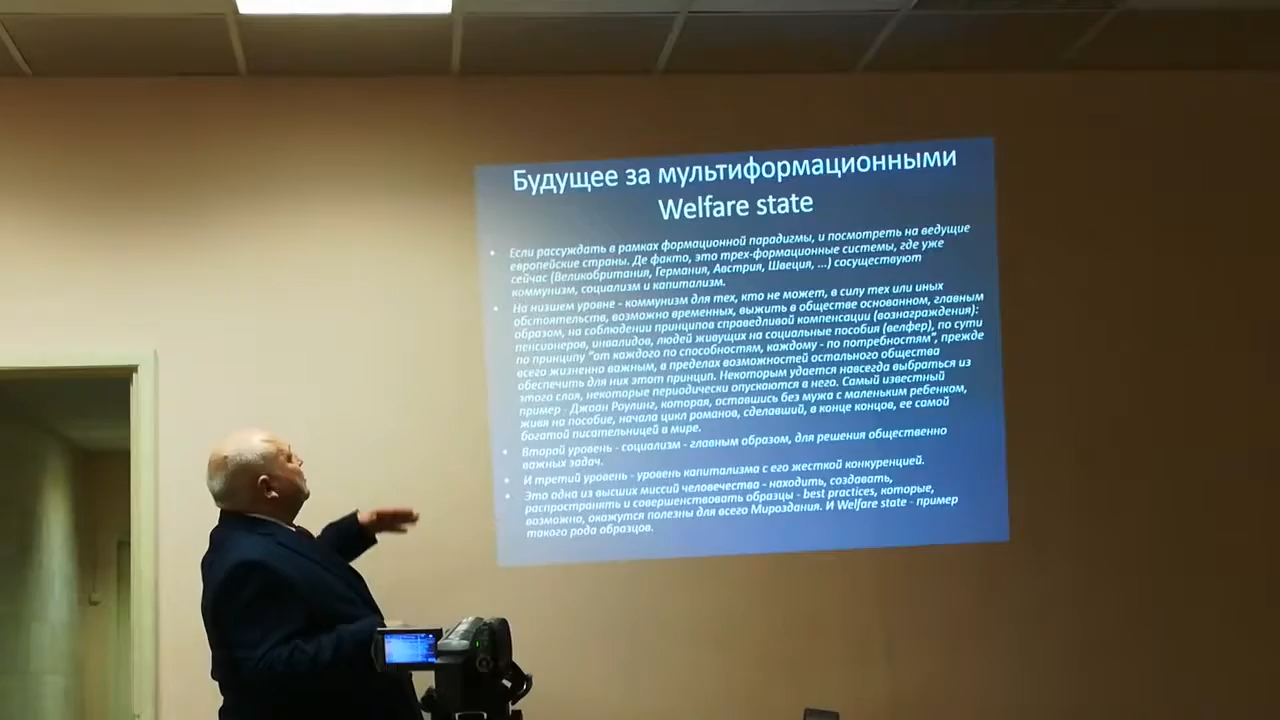 Будущее за мультиформационными
Welfare state
• Если рассуждать в рамках формационной парадигмы, и посмотреть на ведущие
европейские страны. Де факто, это трех-формационные системы, где уже
сейчас (Великобритания, Германия, Австрия, Швеция, ...) сосуществуют
коммунизм, социализм и капитализм.
• На низшем уровне - коммунизм для тех, кто не может, в силу тех или иных
обстоятельств, возможно временных, выжить в обществе основанном, главным
образом, на соблюдении принципов справедливой компенсации (вознаграждения):
пенсионеров, инвалидов, людей живущих на социальные пособия (велфер), по сути
по принципу "от каждого по способностям, каждому - по потребностям", прежде
всего жизненно важным, в пределах возможностей остального общества
обеспечить для них этот принцип. Некоторым удается навсегда выбраться из
этого слоя, некоторые периодически опускаются в него. Самый известный
пример - Джоан Роулинг, которая, оставшись без мужа с маленьким ребенком,
живя на пособие, начала цикл романов, сделавший, в конце концов, ее самой
богатой писательницей в мире.
• Второй уровень - социализм - главным образом, для решения общественно
важных задач.
• И третий уровень - уровень капитализма с его жесткой конкуренцией.
• Это одна из высших миссий человечества - находить, создавать,
распространять и совершенствовать образцы - best practices, которые,
возможно, окажутся полезны для всего Мироздания. И Welfare state - пример
такого рода образцов.